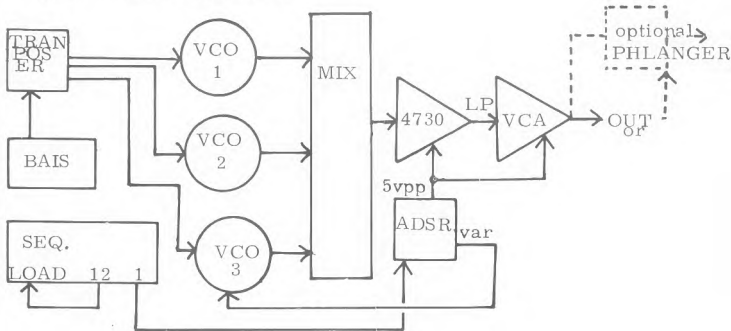 TRAN
POS
ER
VCO
1
MIX
optional
PHLANGER
4730
LP
VCA
OUT
or
VCO
2
BAIS
5vpp
ADSR
var
VCO
3
SEQ.
LOAD 12 1